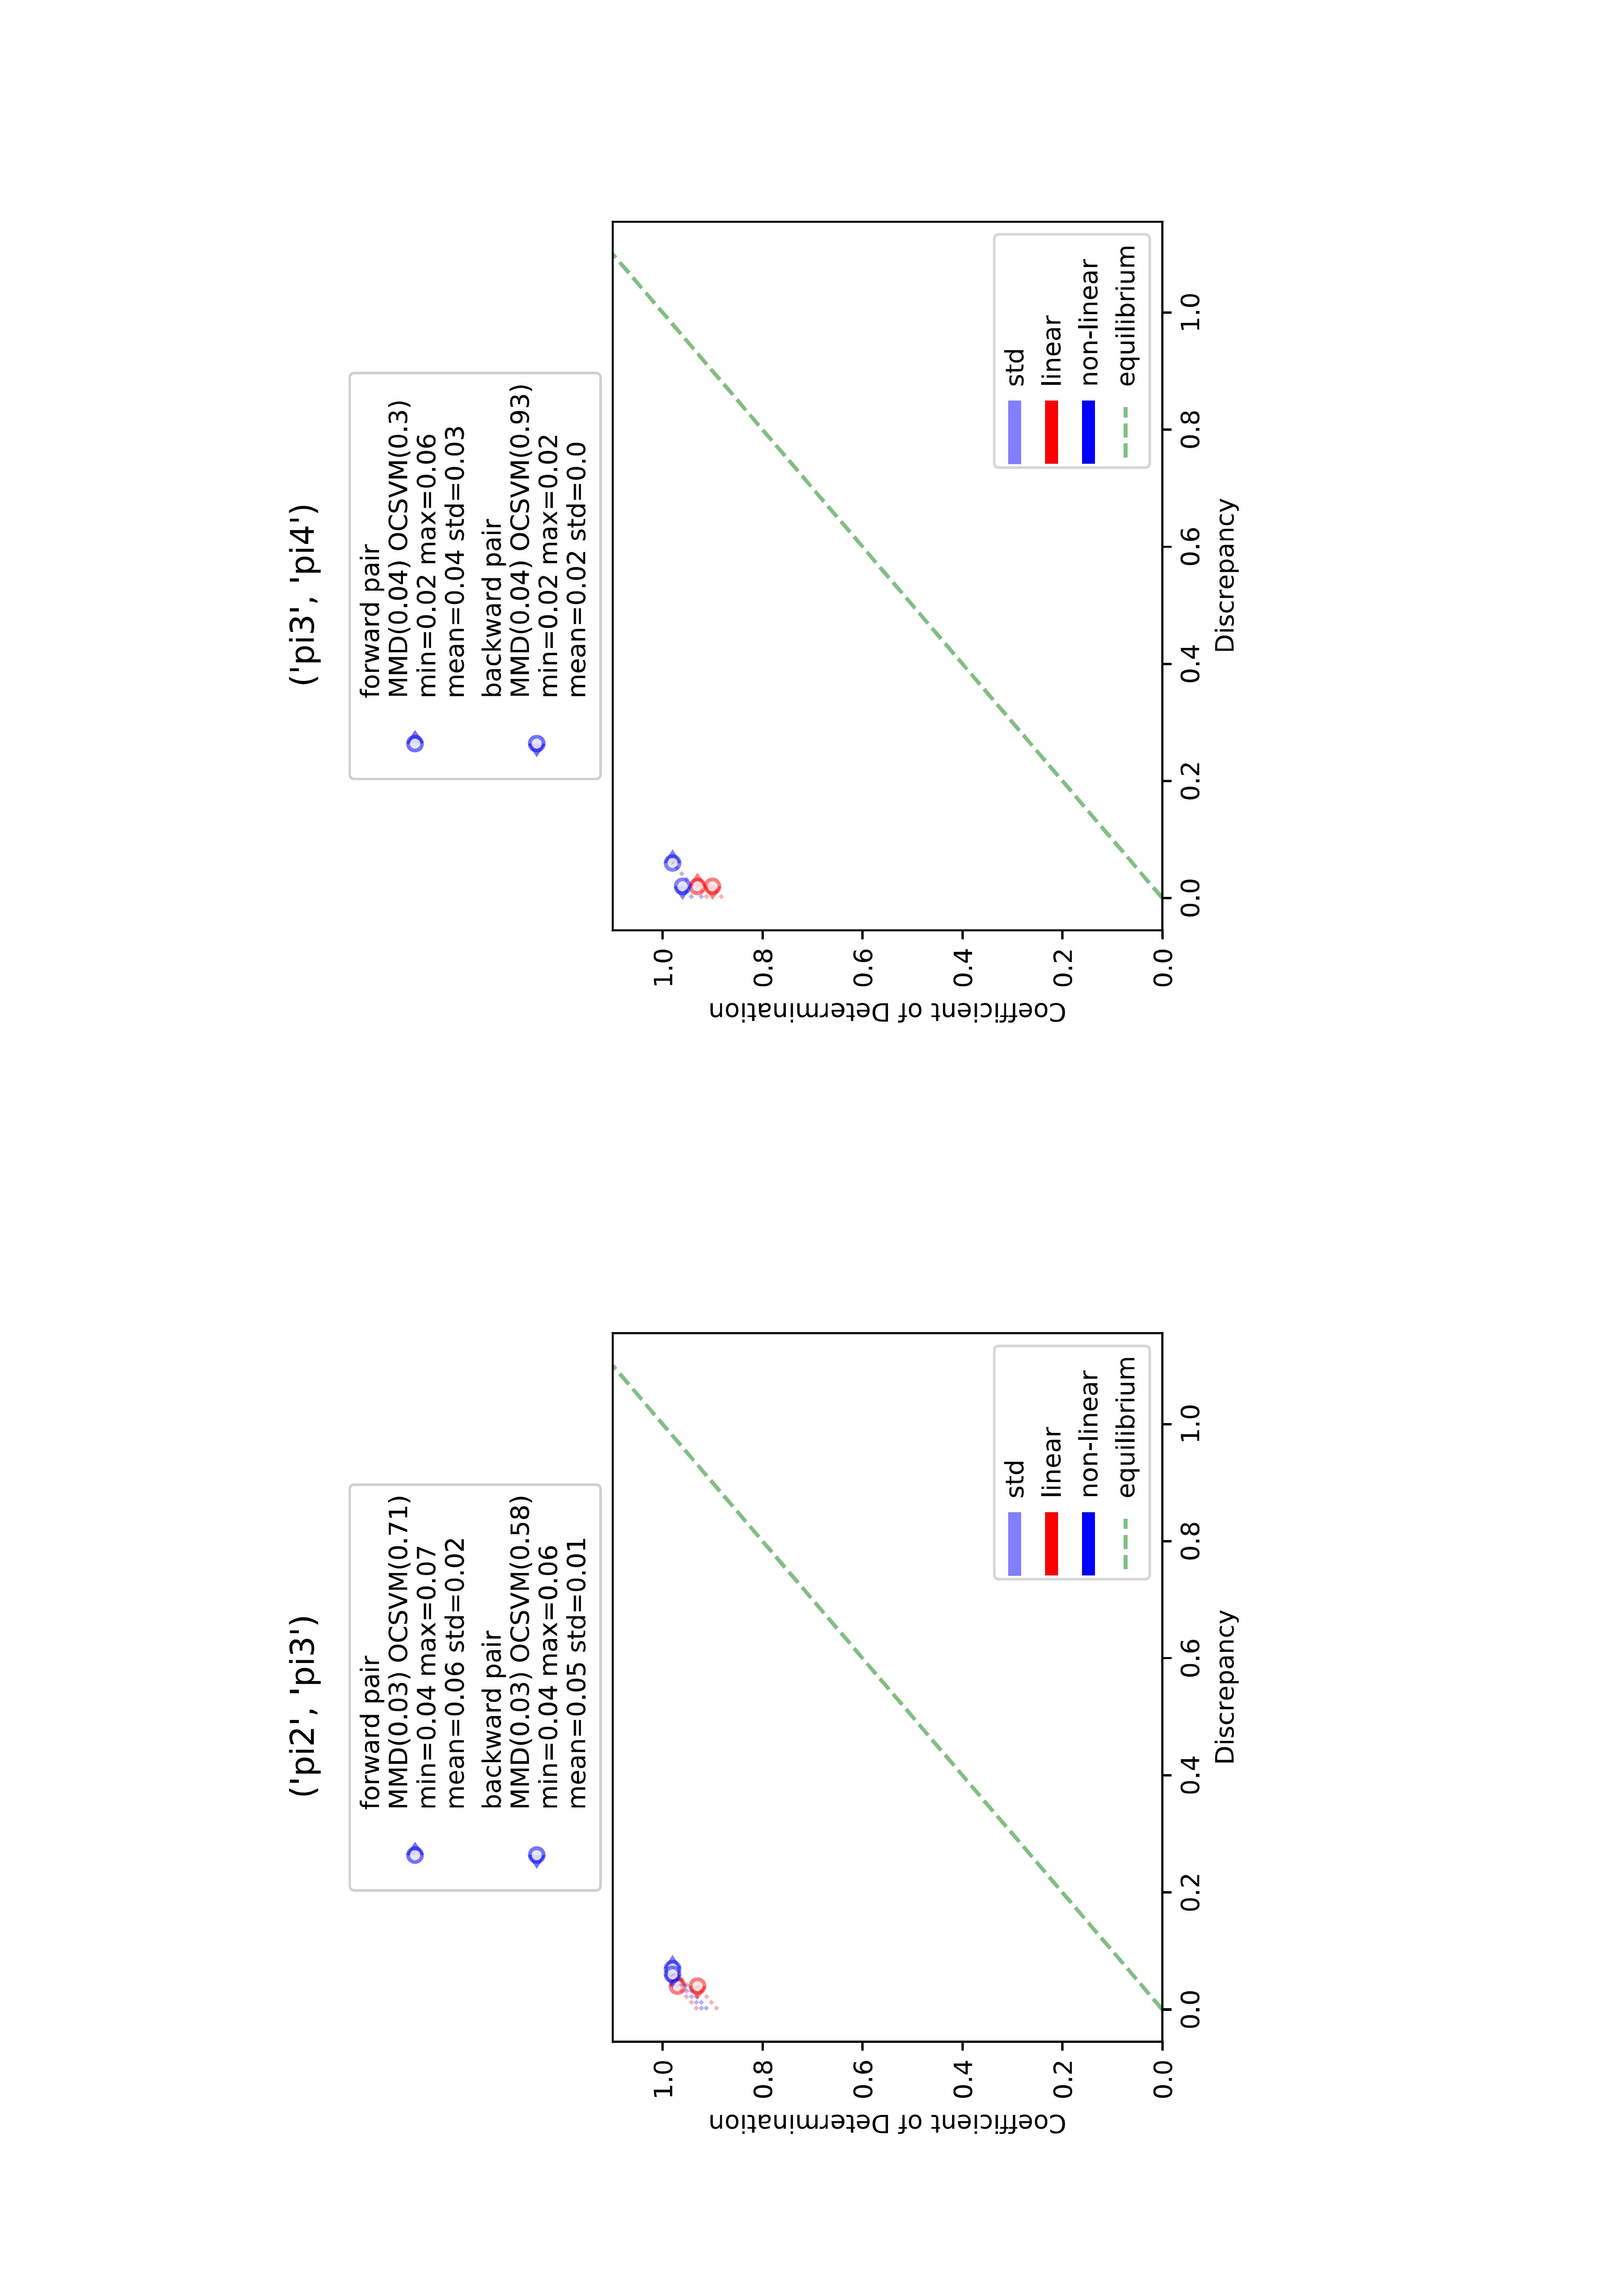 ('pi2', 'pi3')
forward pair
MMD(0.03) OCSVM(0.71)
min=0.04 max=0.07
mean=0.06 std=0.02
backward pair
MMD(0.03) OCSVM(0.58)
min=0.04 max=0.06
mean=0.05 std=0.01
Coefficient of Determination
1.0
0.8
0.6
0.4
0.2
0.0
std
linear
non-linear
equilibrium
0.0 0.2 0.4 0.6 0.8 1.0
Discrepancy
('pi3', 'pi4')
forward pair
MMD(0.04) OCSVM(0.3)
min=0.02 max=0.06
mean=0.04 std=0.03
backward pair
MMD(0.04) OCSVM(0.93)
min=0.02 max=0.02
mean=0.02 std=0.0
Coefficient of Determination
1.0
0.8
0.6
0.4
0.2
0.0
std
linear
non-linear
equilibrium
0.0 0.2 0.4 0.6 0.8 1.0
Discrepancy